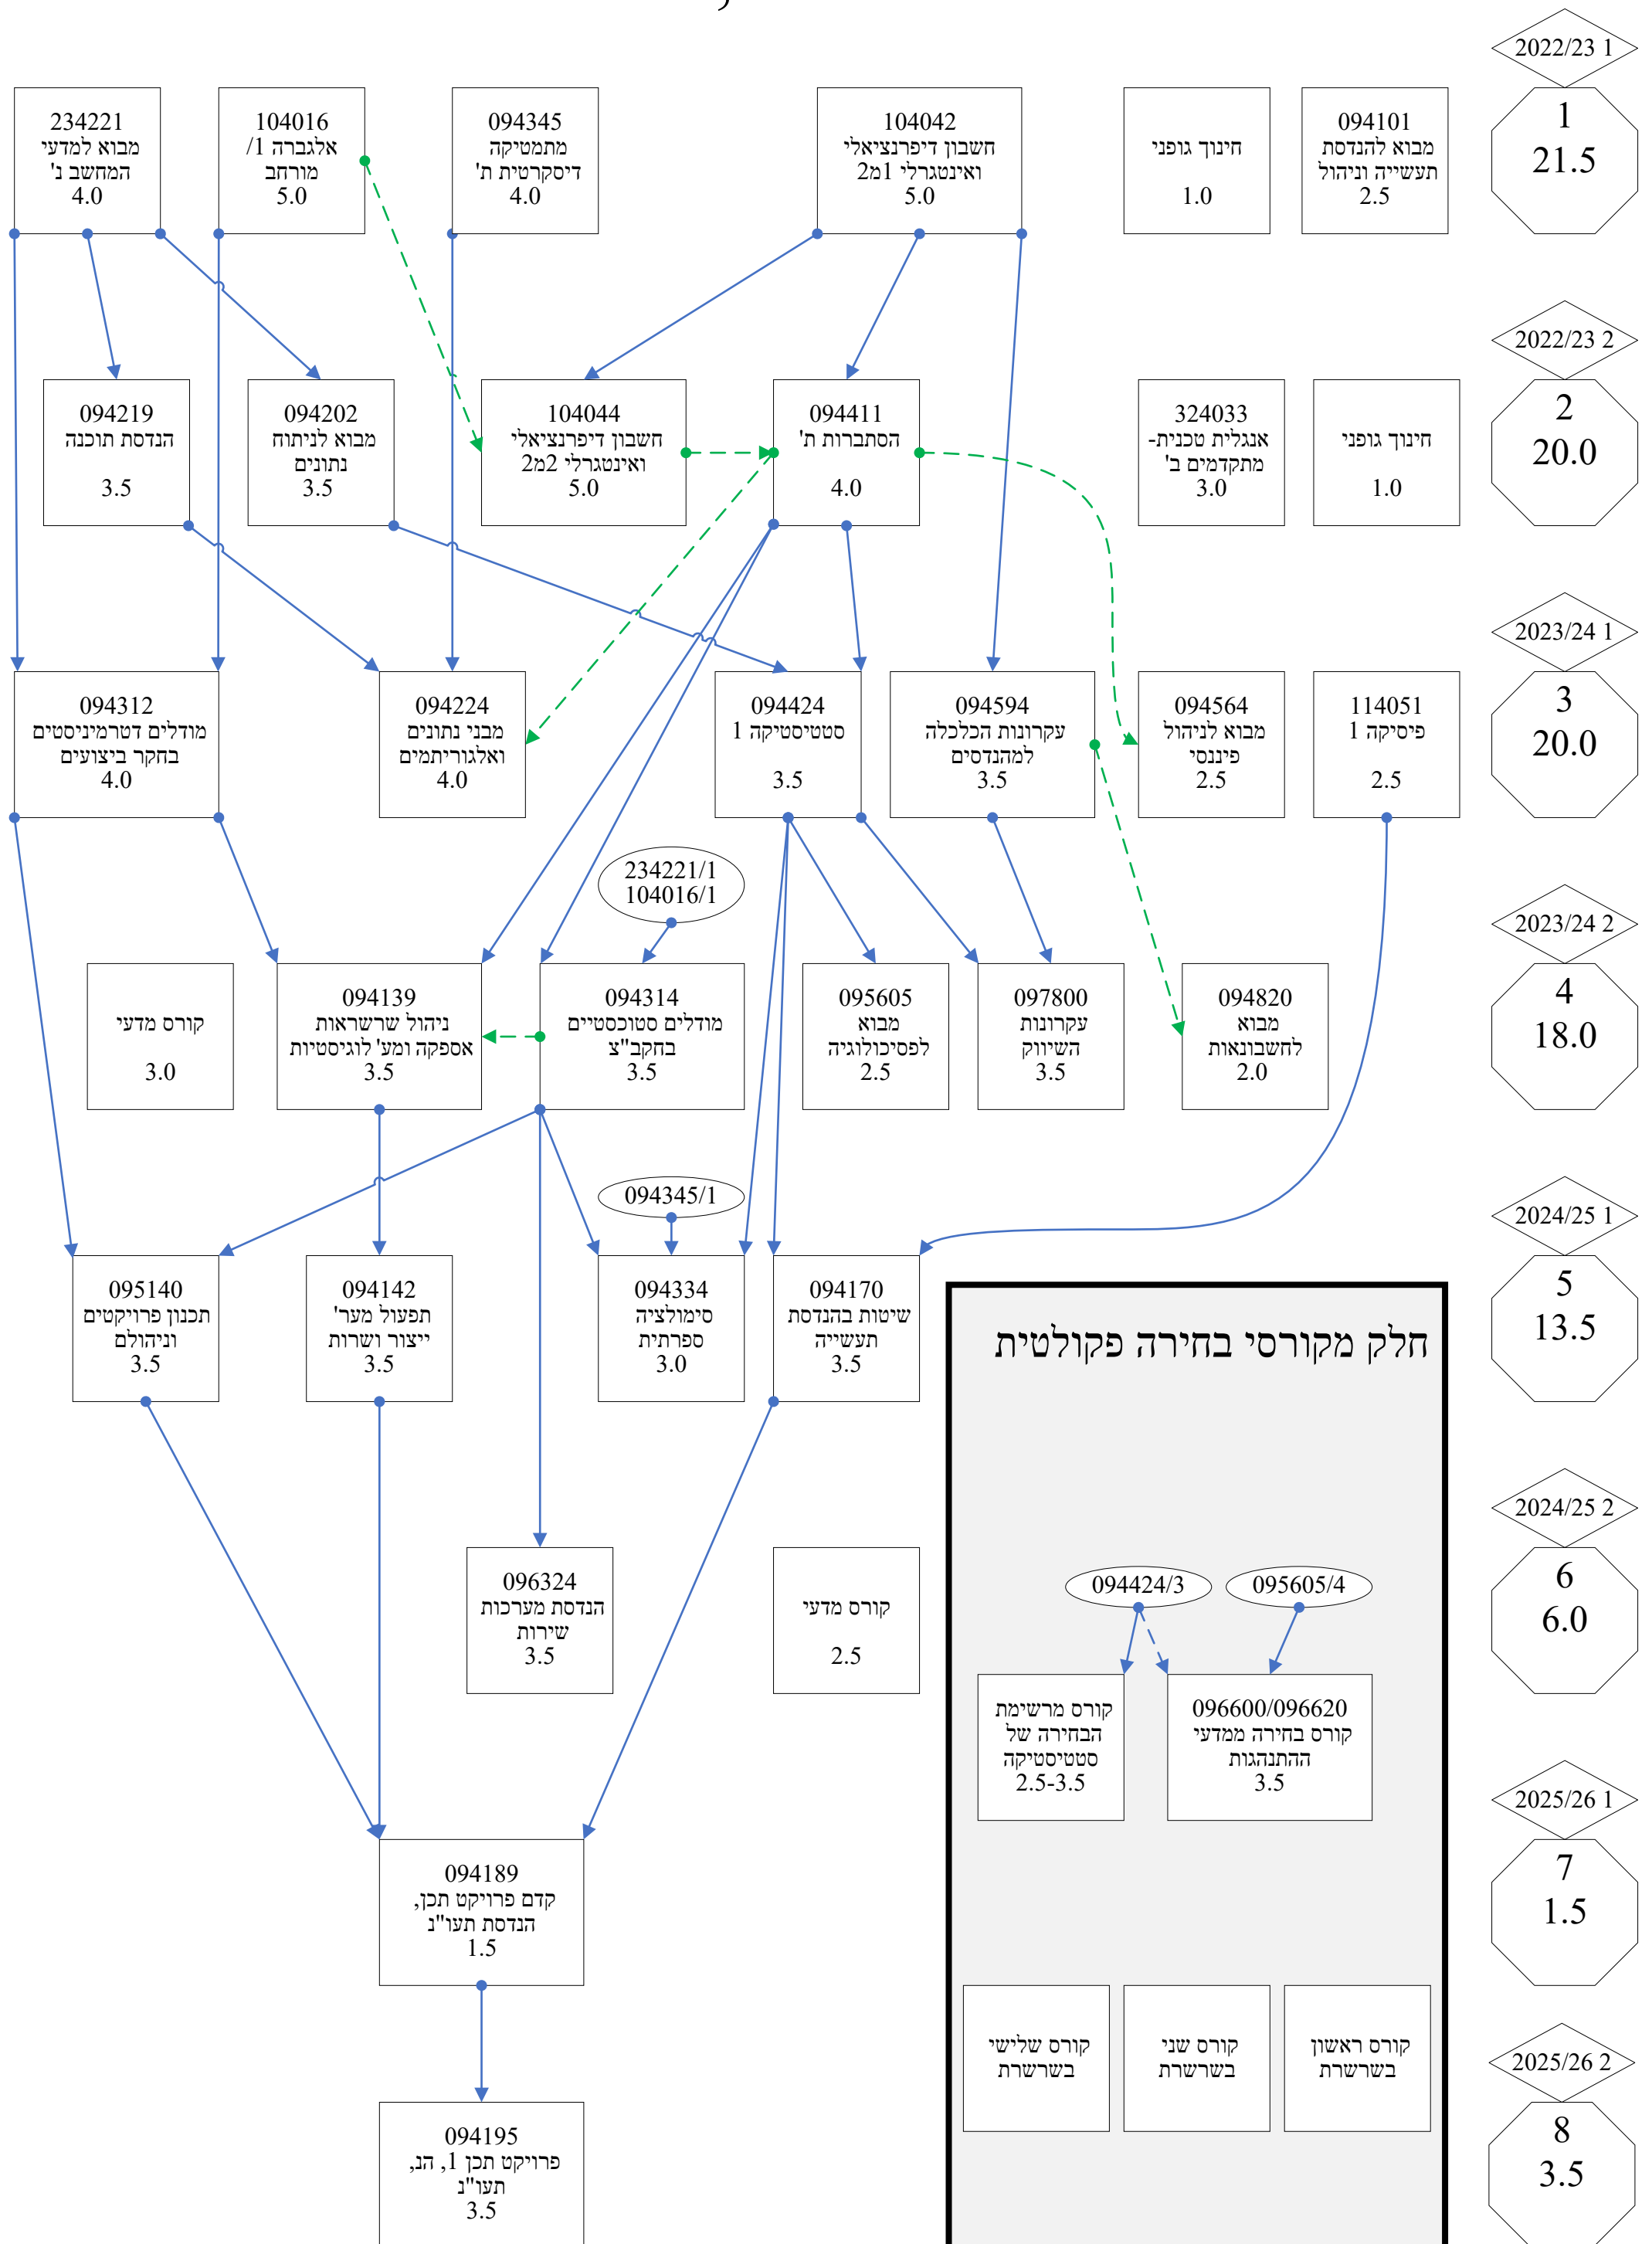 2022/23 1
1
21.5
094101
מבוא להנדסת
תעשייה וניהול
2.5
חינוך גופני
1.0
104042
חשבון דיפרנציאלי
ואינטגרלי 1מ2
5.0
094345
מתמטיקה
דיסקרטית ת'
4.0
104016
אלגברה 1/
מורחב
5.0
234221
מבוא למדעי
המחשב נ'
4.0
2022/23 2
2
20.0
חינוך גופני
1.0
324033
אנגלית טכנית-
מתקדמים ב'
3.0
094411
הסתברות ת'
4.0
104044
חשבון דיפרנציאלי
ואינטגרלי 2מ2
5.0
094202
מבוא לניתוח
נתונים
3.5
094219
הנדסת תוכנה
3.5
2023/24 1
3
20.0
114051
פיסיקה 1
2.5
094564
מבוא לניהול
פיננסי
2.5
094594
עקרונות הכלכלה
למהנדסים
3.5
094424
סטטיסטיקה 1
3.5
094224
מבני נתונים
ואלגוריתמים
4.0
094312
מודלים דטרמיניסטים
בחקר ביצועים
4.0
234221/1
104016/1
2023/24 2
4
18.0
094820
מבוא
לחשבונאות
2.0
097800
עקרונות
השיווק
3.5
095605
מבוא
לפסיכולוגיה
2.5
094314
מודלים סטוכסטיים
בחקב"צ
3.5
094139
ניהול שרשראות
אספקה ומע' לוגיסטיות
3.5
קורס מדעי
3.0
094345/1
2024/25 1
5
13.5
094170
שיטות בהנדסת
תעשייה
3.5
094334
סימולציה
ספרתית
3.0
094142
תפעול מער'
ייצור ושרות
3.5
095140
תכנון פרויקטים
וניהולם
3.5
חלק מקורסי בחירה פקולטית
2024/25 2
6
6.0
קורס מדעי
2.5
096324
הנדסת מערכות
שירות
3.5
095605/4
094424/3
096600/096620
קורס בחירה ממדעי
ההתנהגות
3.5
קורס מרשימת
הבחירה של
סטטיסטיקה
2.5-3.5
2025/26 1
7
1.5
094189
קדם פרויקט תכן,
הנדסת תעו"נ
1.5
קורס ראשון
בשרשרת
קורס שני
בשרשרת
קורס שלישי
בשרשרת
2025/26 2
8
3.5
094195
פרויקט תכן 1, הנ,
תעו"נ
3.5